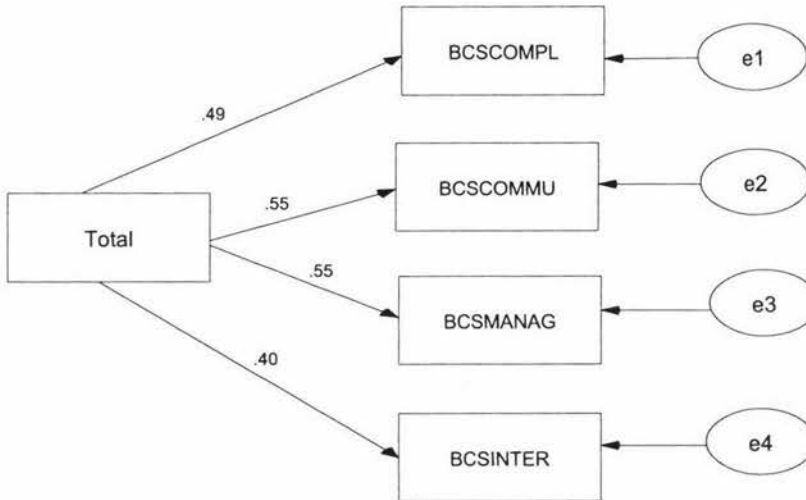 BCSCOMPL
e1
.49
BCSCOMMU
e2
.55
Total
.55
BCSMANAG
e3
.40
BCSINTER
e4